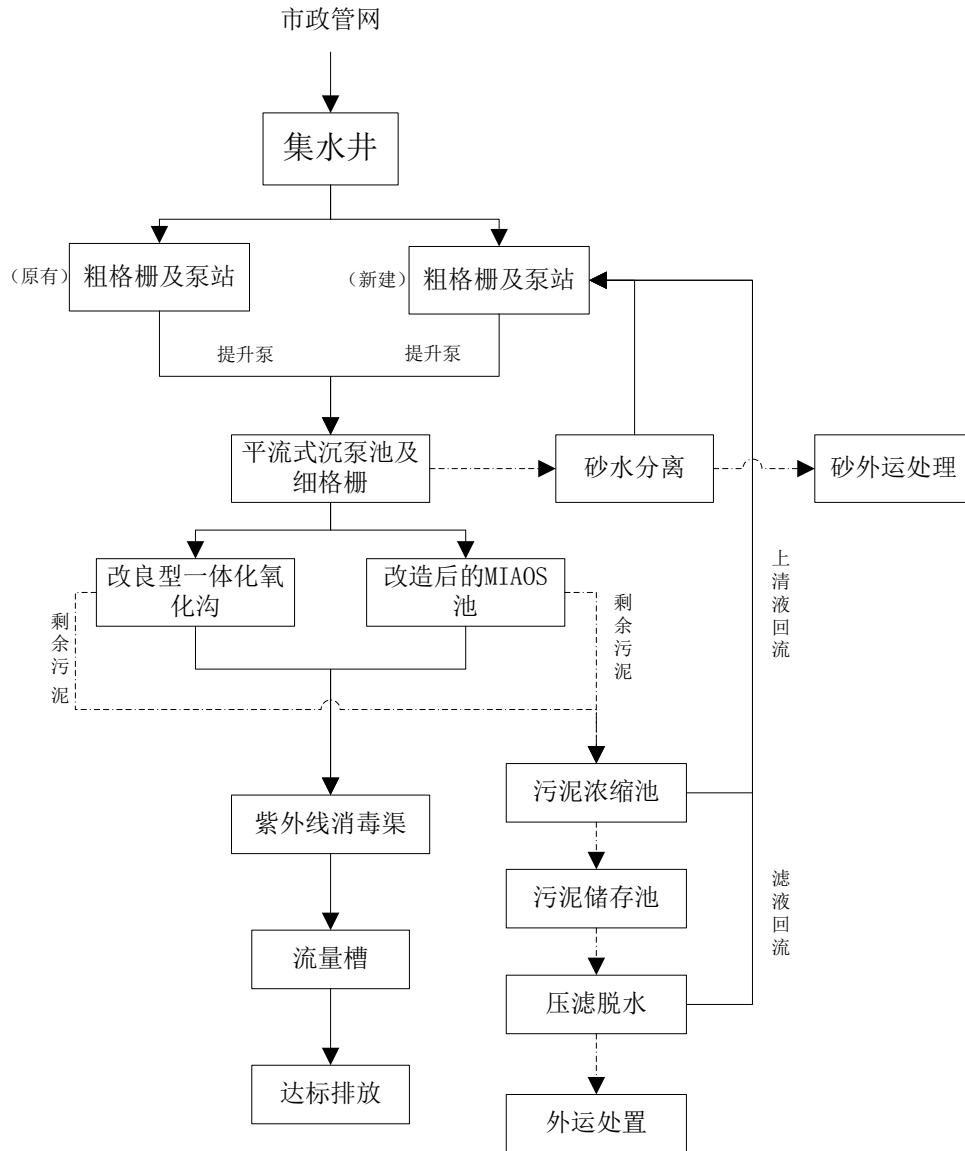 市政管网
集水井
（原有）
粗格栅及泵站
（新建）
粗格栅及泵站
提升泵
提升泵
平流式沉泵池及
细格栅
砂水分离
砂外运处理
改良型一体化氧
化沟
改造后的MIAOS
池
剩余污泥
剩余污泥
上清液回流
污泥浓缩池
紫外线消毒渠
污泥储存池
滤液回流
流量槽
压滤脱水
达标排放
外运处置